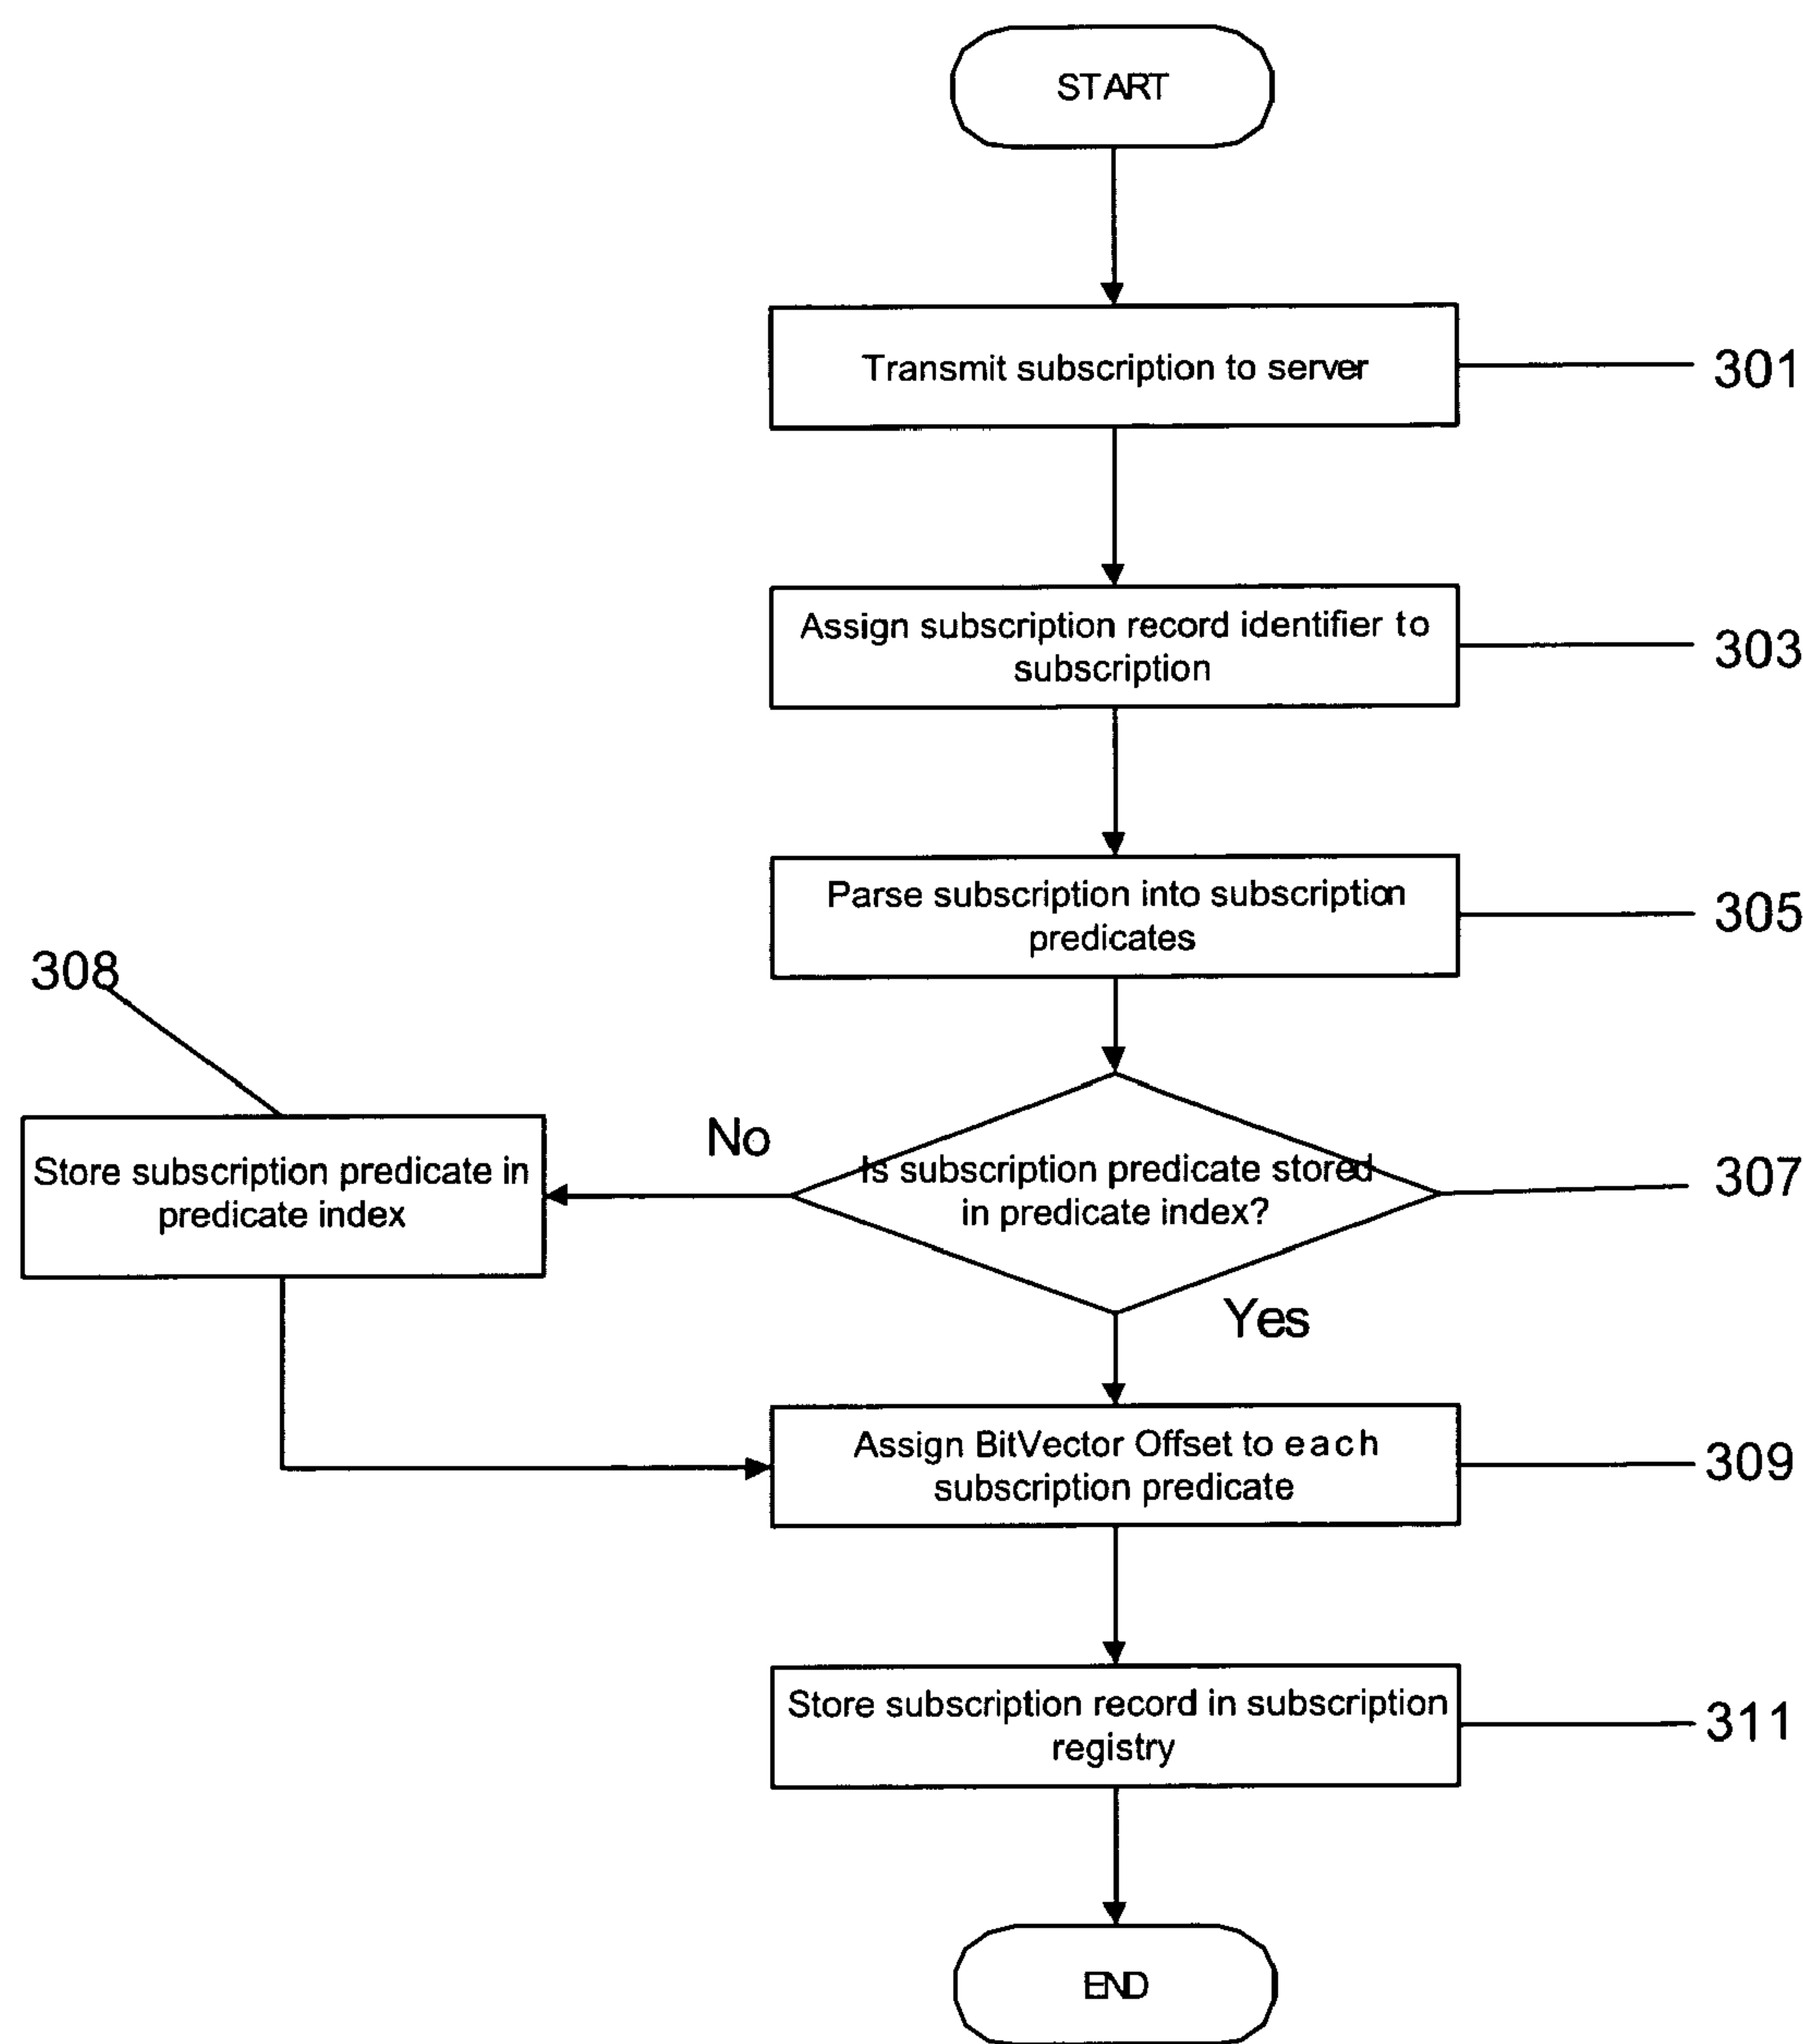 START
Transmit subscription to server
301
Assign subscription record identifier to
subscription
303
Parse subscription into subscription
predicates
305
308
Store subscription predicate in
predicate index
No
Is subscription predicate stored
in predicate index?
307
Yes
Assign BitVector Offset to each
subscription predicate
309
Store subscription record in subscription
registry
311
END